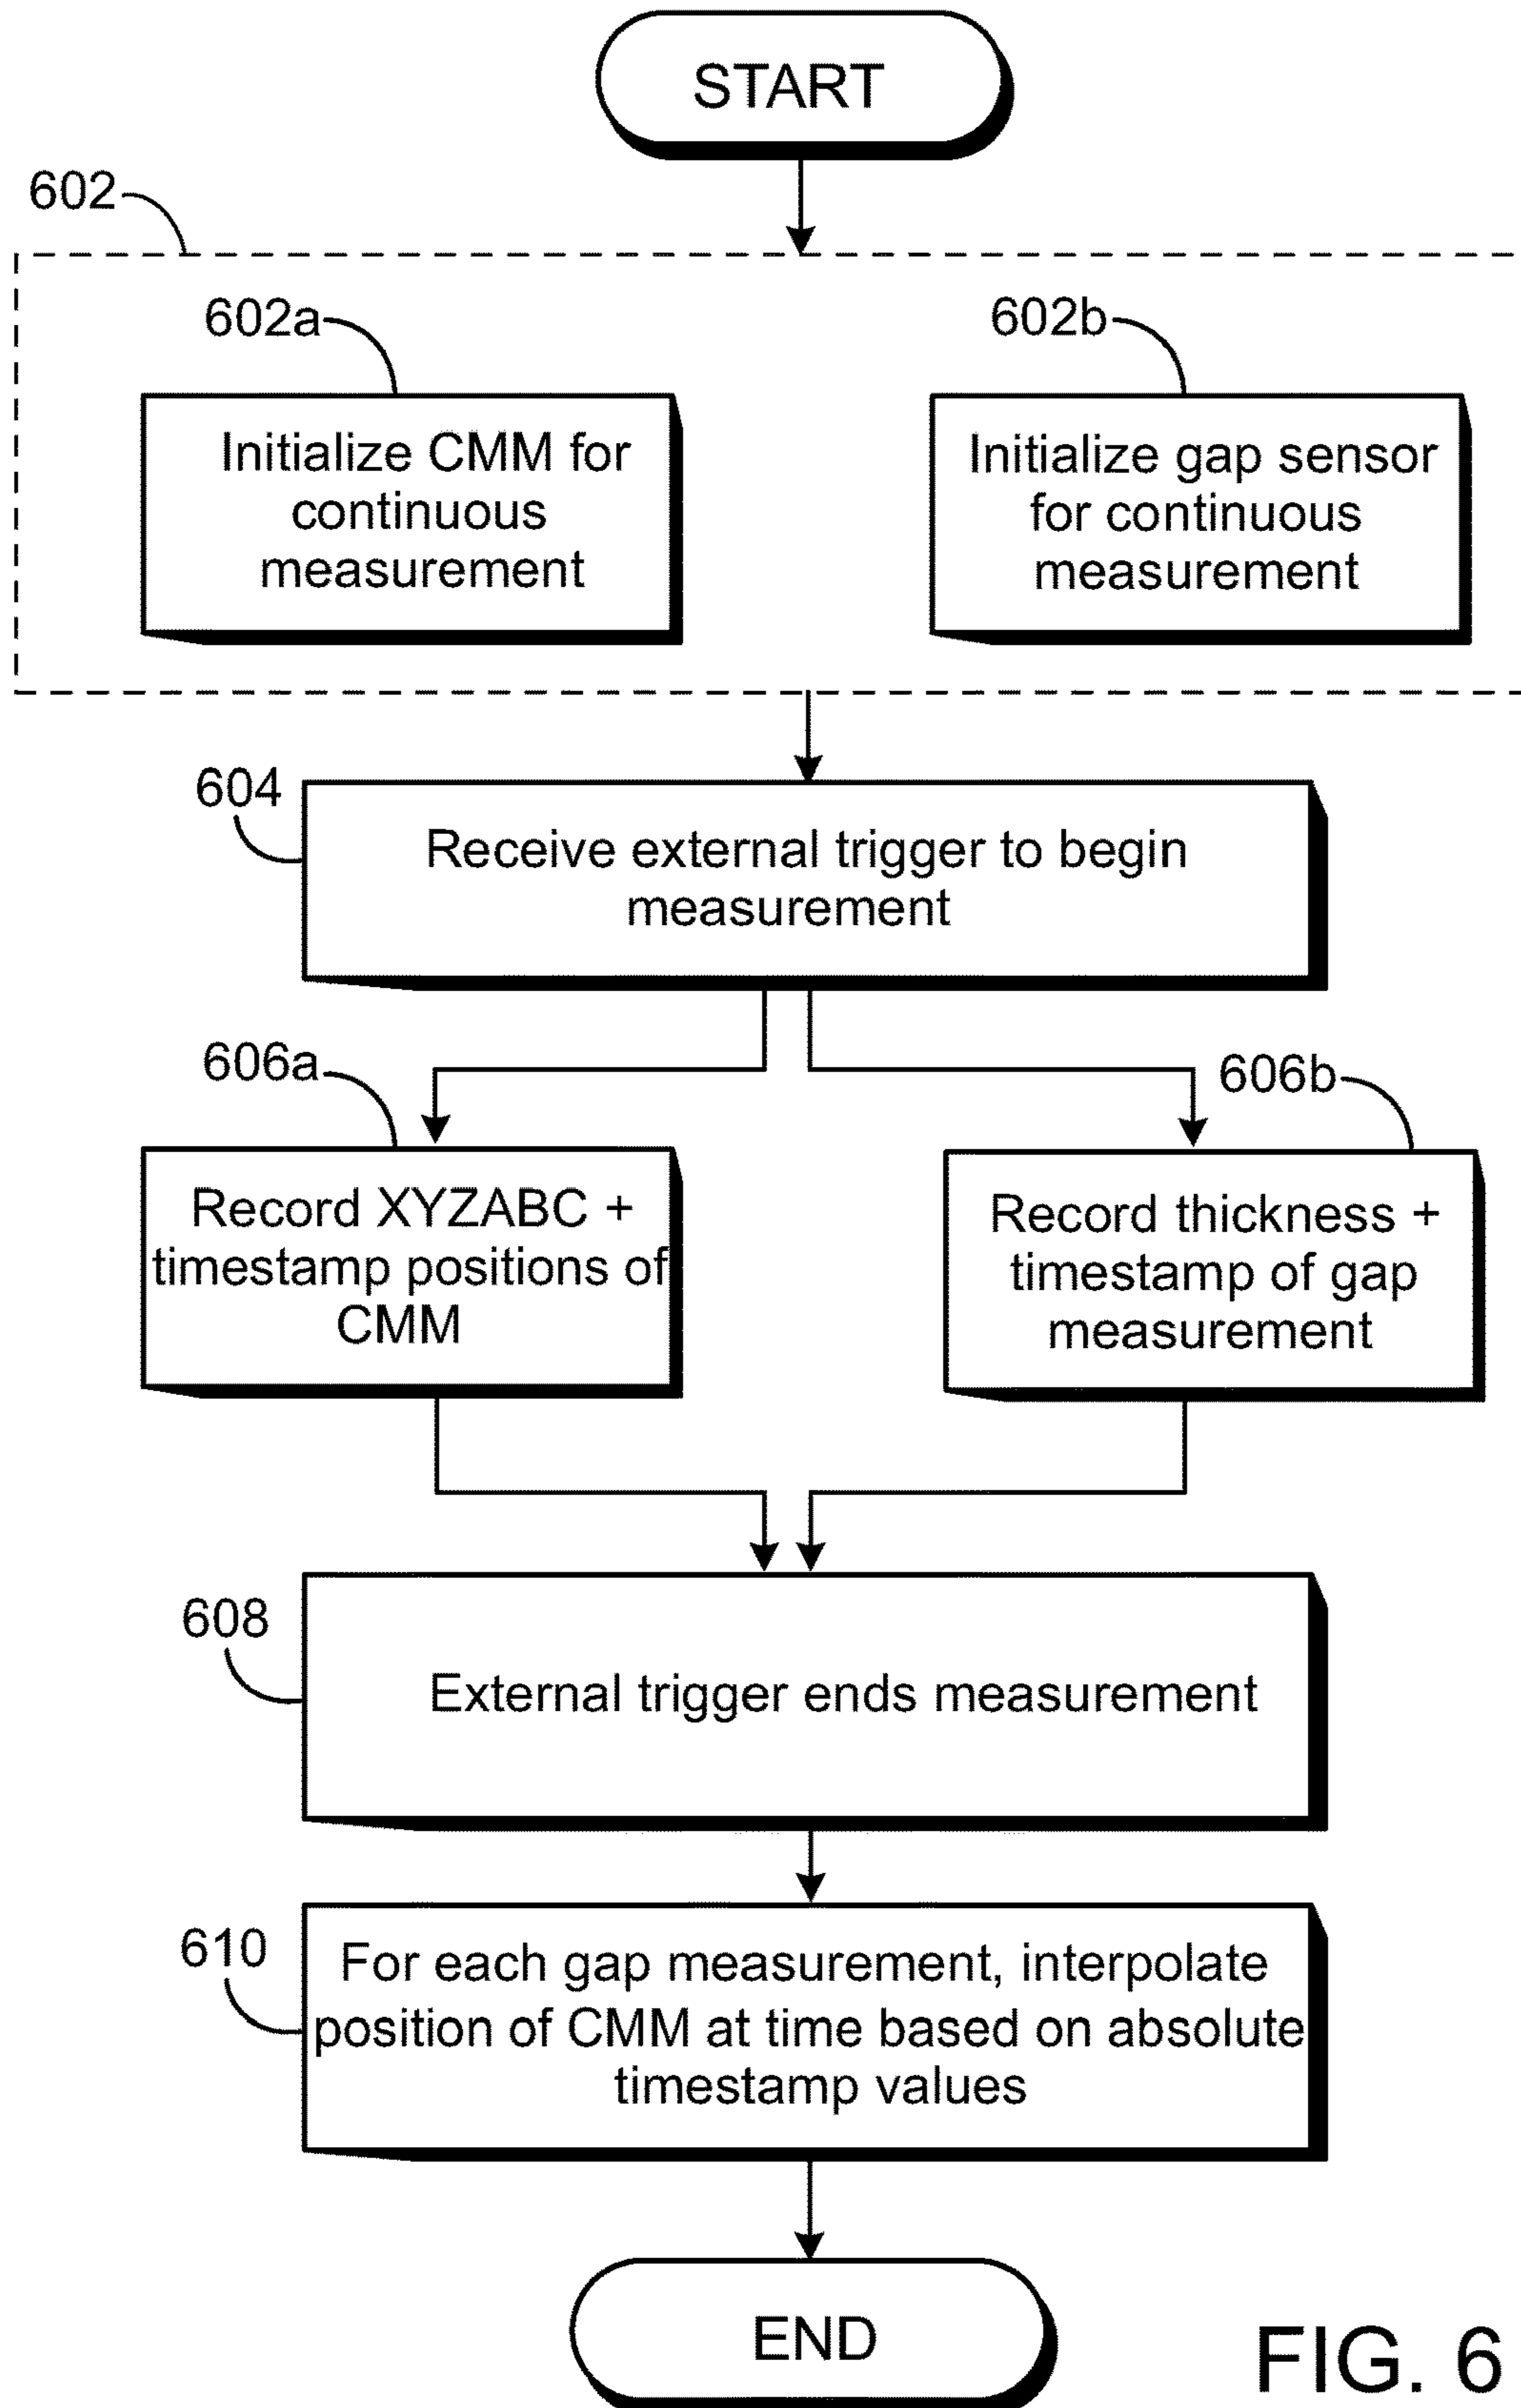 START
602
602a
602b
Initialize CMM for
continuous
measurement
Initialize gap sensor
for continuous
measurement
604
Receive external trigger to begin
measurement
606a
606b
Record XYZABC +
timestamp positions of
CMM
Record thickness +
timestamp of gap
measurement
608
External trigger ends measurement
610
For each gap measurement, interpolate
position of CMM at time based on absolute
timestamp values
END
FIG. 6